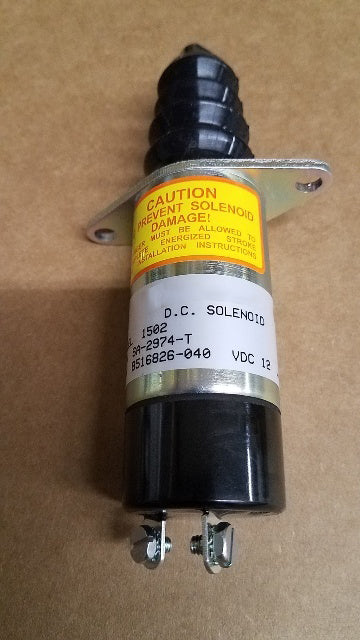 CAUTION
PREVENT SOLENOID
DAMAGE!
MUST BE ALLOWED TO
ENERGIZED STROKE
INSTALLATION INSTRUCTIONS
D.C. SOLENOID
1502
SA-2974-T
8516826-040 VDC 12